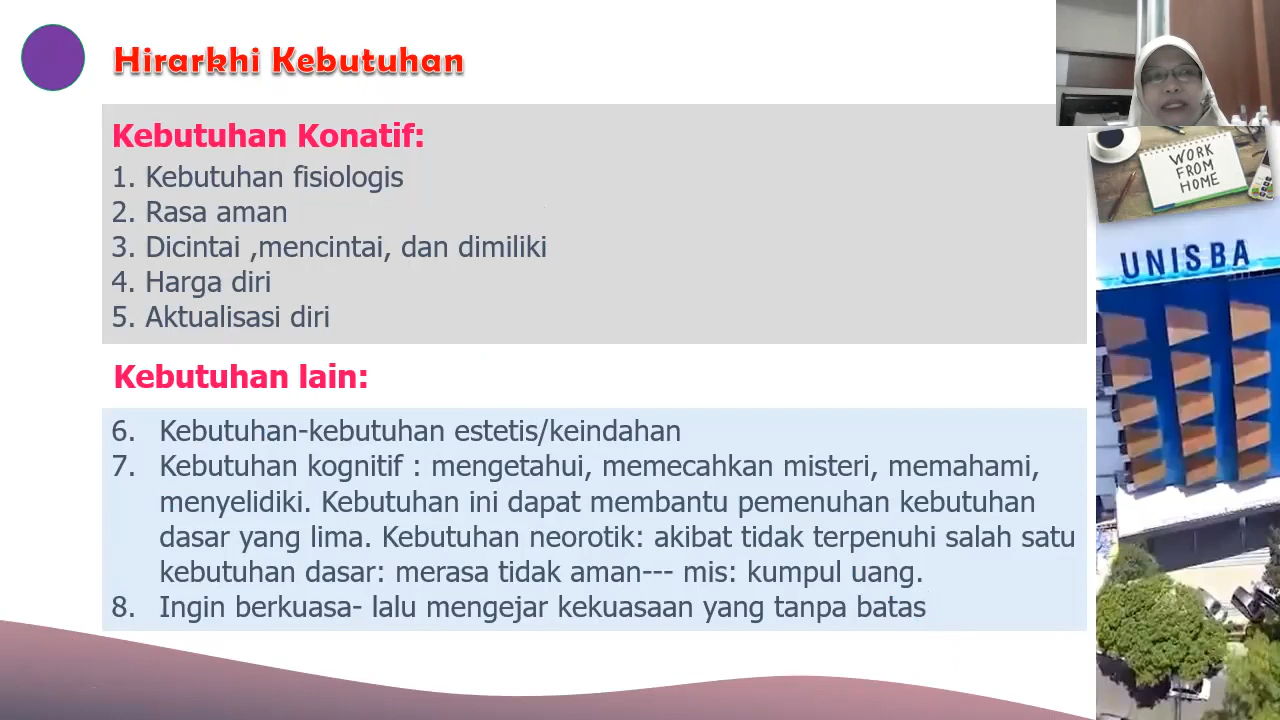 Hirarkhi Kebutuhan
Kebutuhan Konatif:
1. Kebutuhan fisiologis
2. Rasa aman
3. Dicintai ,mencintai, dan dimiliki
4. Harga diri
5. Aktualisasi diri
Kebutuhan lain:
6. Kebutuhan-kebutuhan estetis/keindahan
7. Kebutuhan kognitif : mengetahui, memecahkan misteri, memahami,
menyelidiki. Kebutuhan ini dapat membantu pemenuhan kebutuhan
dasar yang lima. Kebutuhan neorotik: akibat tidak terpenuhi salah satu
kebutuhan dasar: merasa tidak aman--- mis: kumpul uang.
8. Ingin berkuasa- lalu mengejar kekuasaan yang tanpa batas
WORK
FROM
HOME
UNISBA